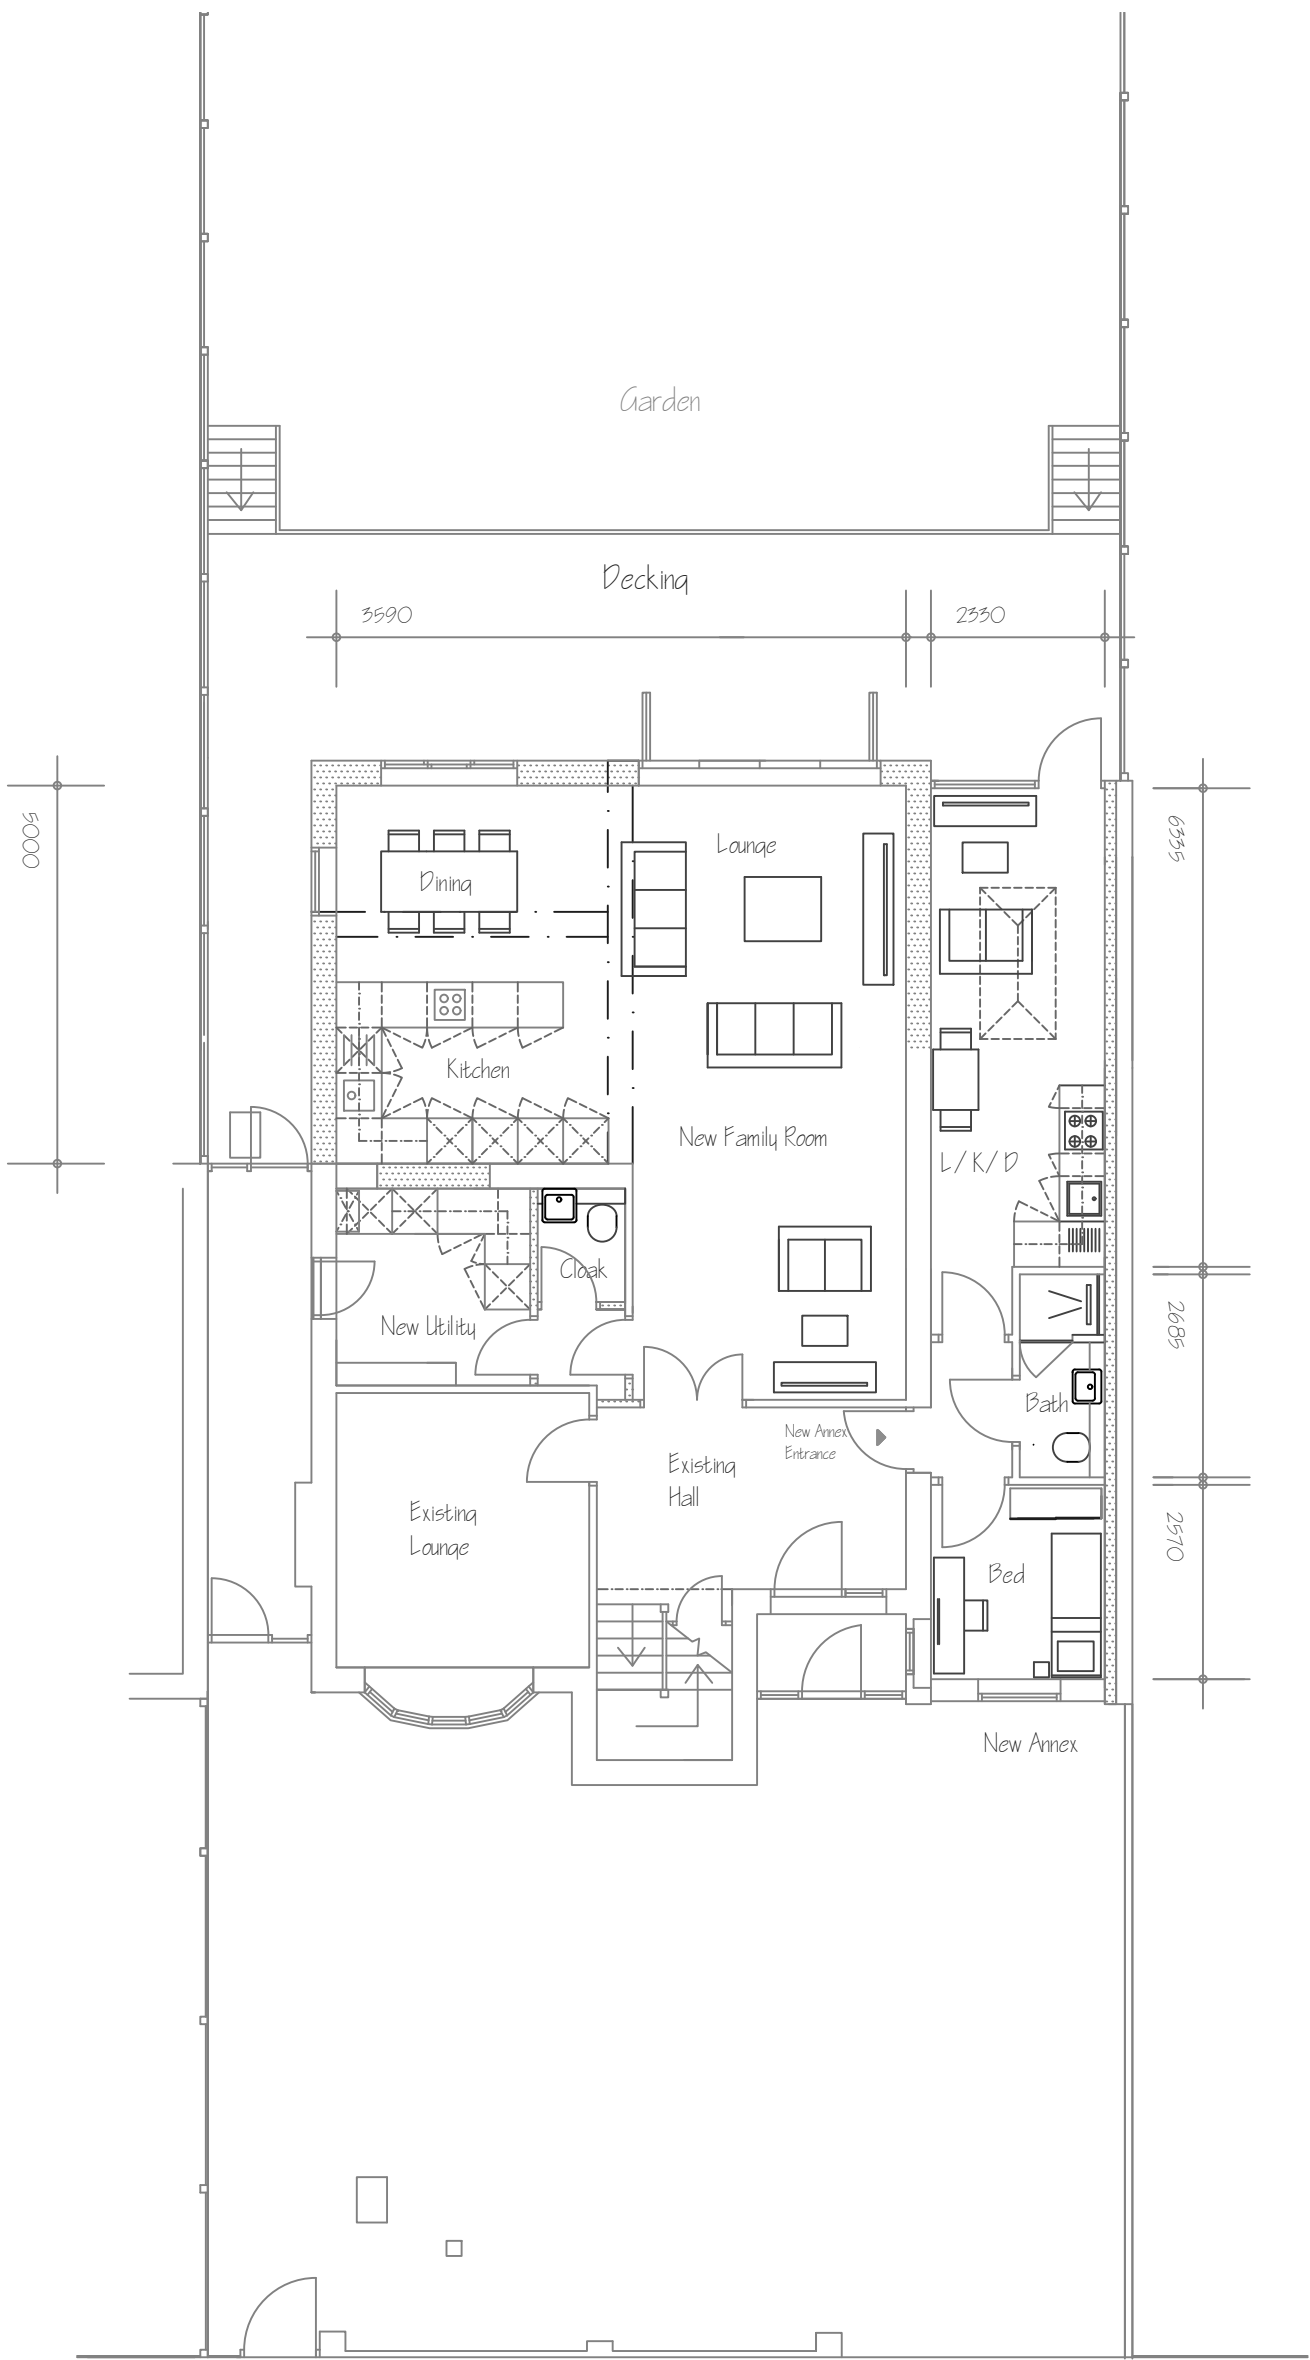 Garden
Decking
3590
2330
5000
6335
Lounge
Dining
Kitchen
New Family Room
L / K / D
Cloak
New Utility
2685
Bath
New Annex
Entrance
Existing
Hall
Existing
Lounge
2570
Bed
New Annex